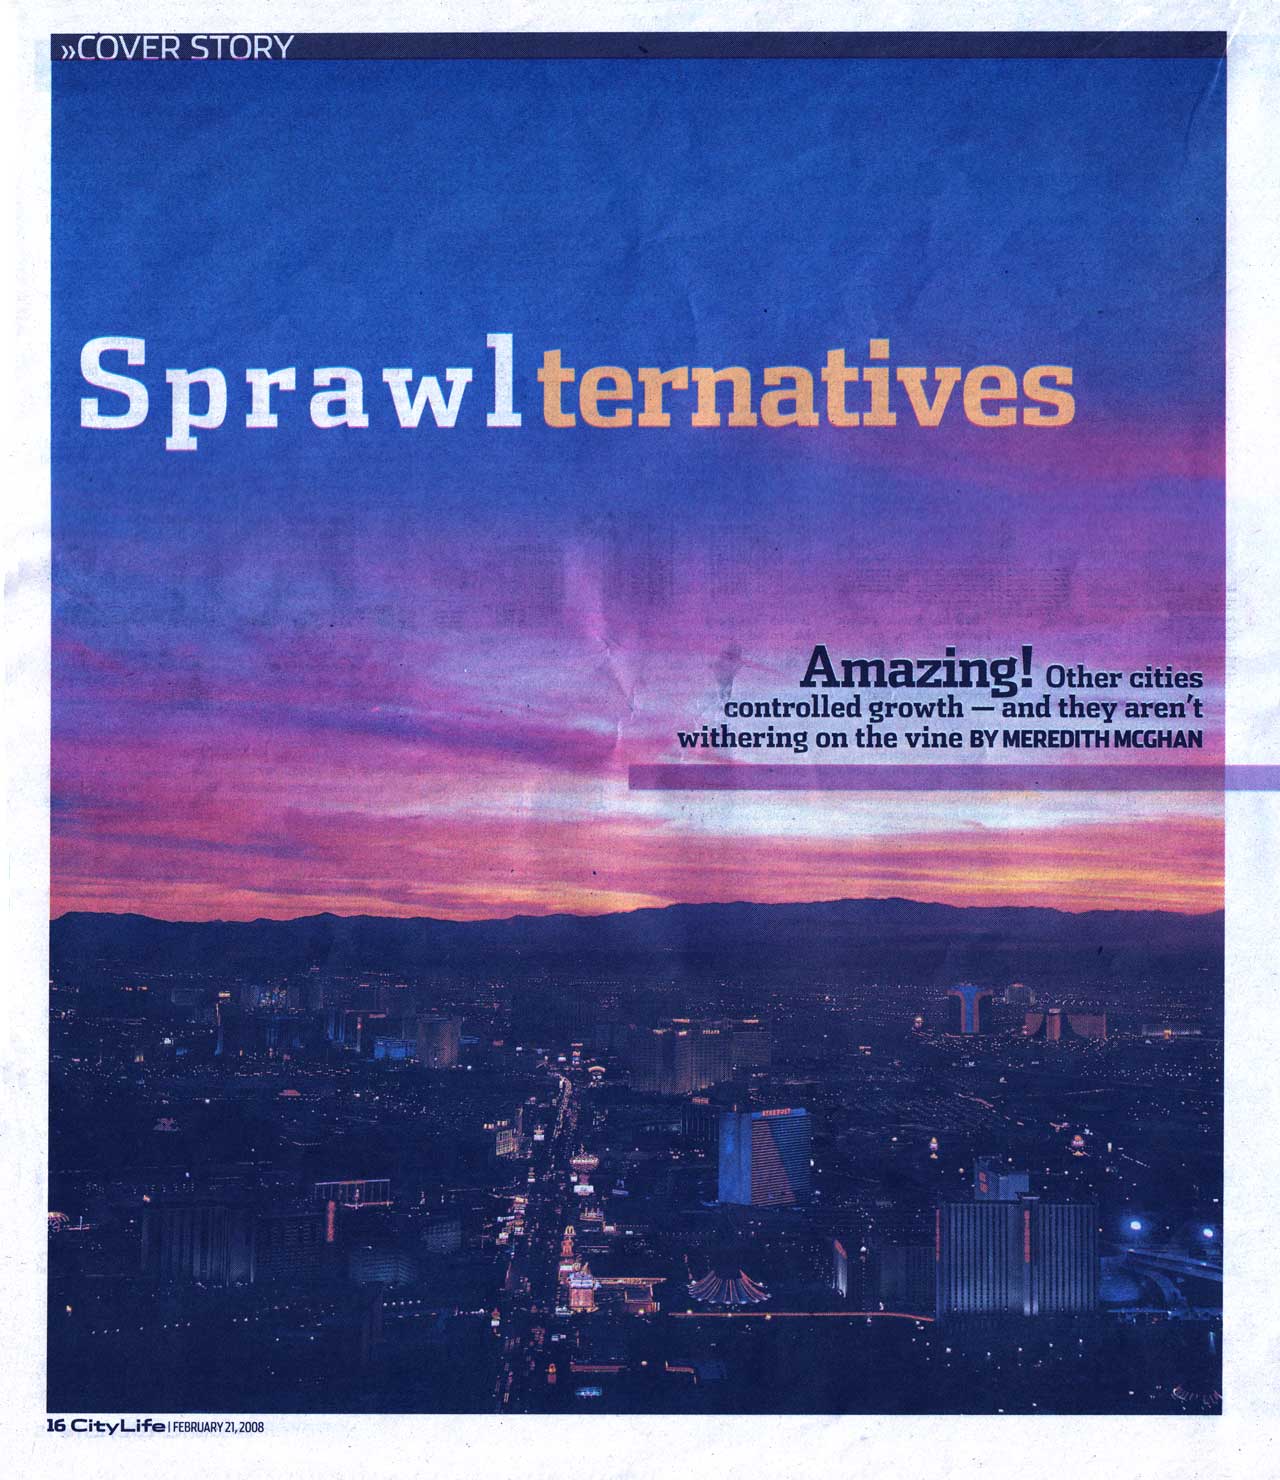 »COVER STORY
Sprawlternatives
Amazing! Other cities
controlled growth — and they aren't
withering on the vine BY MEREDITH MCGHAN
STARDUST
16 CityLife | FEBRUARY 21, 2008